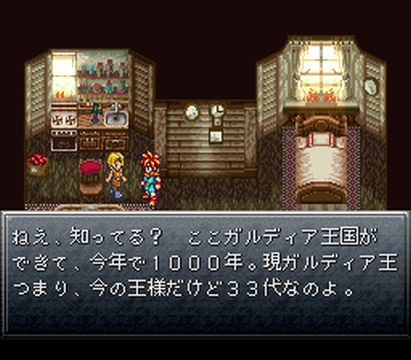 ねえ、知ってる？　ここガルディア王国が
できて、今年で１０００年。現ガルディア王
つまり、今の王様だけど３３代なのよ。